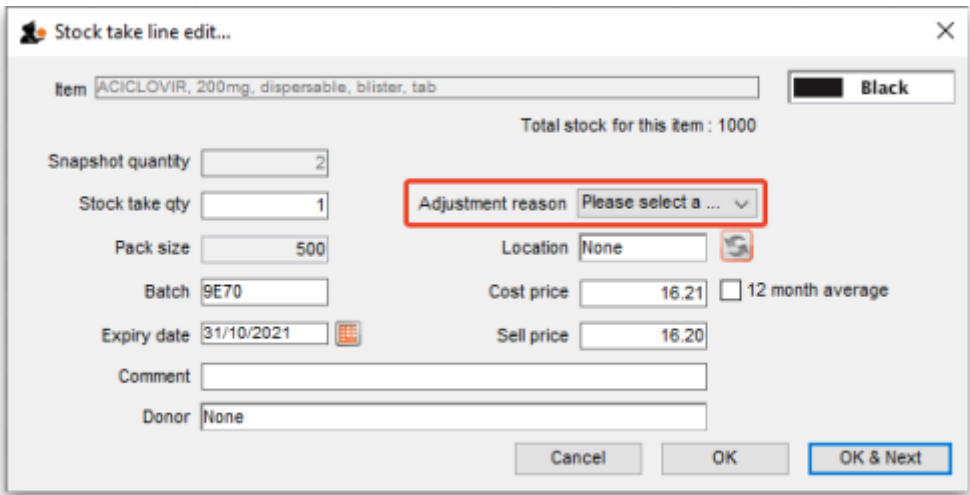 Stock take line edit...
Item ACICLOVIR, 200mg, dispersable, blister, tab
Black
Total stock for this item : 1000
Snapshot quantity 2
Stock take qty 1 Adjustment reason Please select a ...
Pack size 500 Location None
Batch 9E70 Cost price 16.21 12 month average
Expiry date 31/10/2021 Sell price 16.20
Comment
Donor None
Cancel OK OK & Next